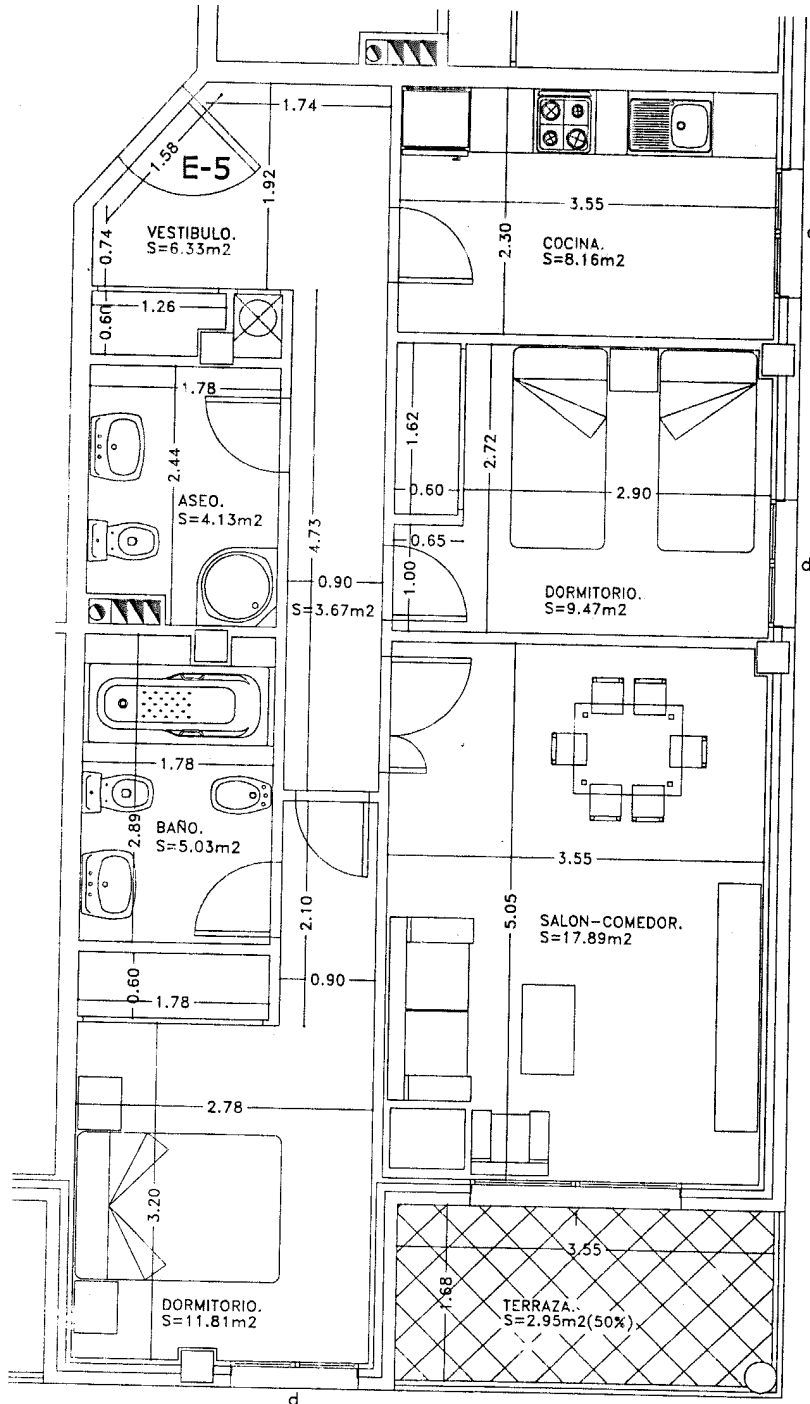 1.74
1.58
E-5
1.92
3.55
2.30
VESTIBULO.
S=6.33m2
0.74
COCINA.
S=8.16m2
1.26
0.60
1.78
2.44
1.62
2.72
0.60
2.90
ASEO.
S=4.13m2
4.73
0.65
1.00
0.90
S=3.67m2
DORMITORIO.
S=9.47m2
1.78
BAÑO.
S=5.03m2
2.89
3.55
5.05
2.10
SALON-COMEDOR.
S=17.89m2
0.60
1.78
0.90
2.78
3.20
3.55
1.68
DORMITORIO.
S=11.81m2
TERRAZA.
S=2.95m2(50%)
d
d